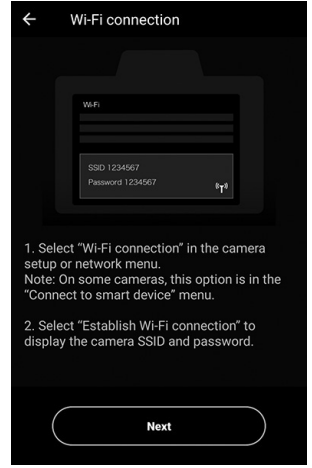 Wi-Fi connection
Wi-Fi
SSID 1234567
Password 1234567
1. Select “Wi-Fi connection” in the camera
setup or network menu.
Note: On some cameras, this option is in the
“Connect to smart device” menu.
2. Select “Establish Wi-Fi connection” to
display the camera SSID and password.
Next